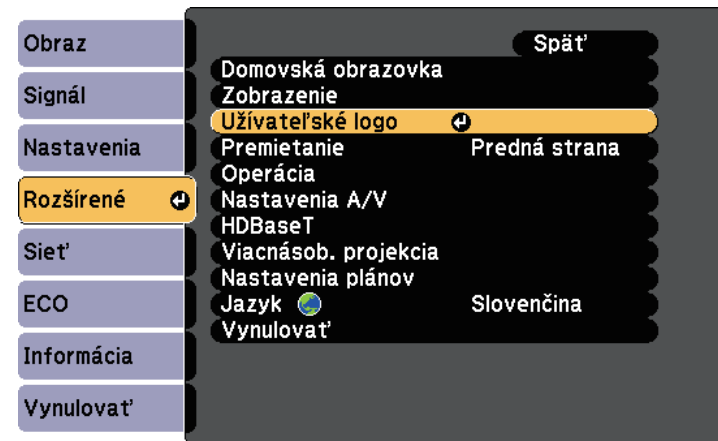 Obraz
Signál
Nastavenia
Rozšírené
Sieť
ECO
Informácia
Vynulovať
Späť
Domovská obrazovka
Zobrazenie
Užívateľské logo
Premietanie Predná strana
Operácia
Nastavenia A/V
HDBaseT
Viacnásob. projekcia
Nastavenia plánov
Jazyk Slovenčina
Vynulovať